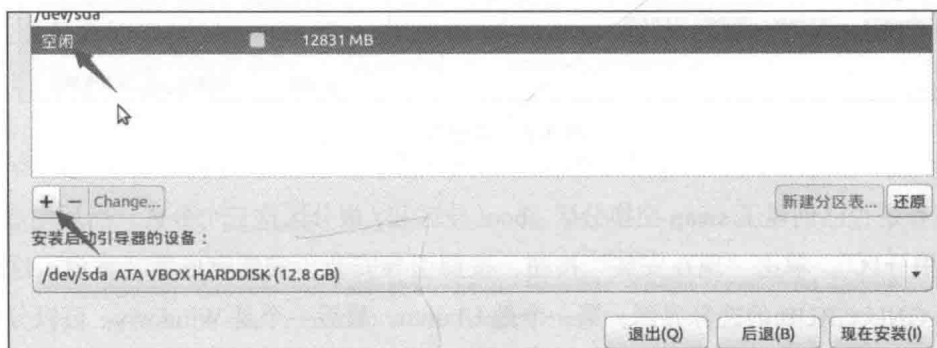 /dev/sda
空闲 12831 MB
+ − Change... 新建分区表... 还原
安装启动引导器的设备：
/dev/sda ATA VBOX HARDDISK (12.8 GB)
退出(Q) 后退(B) 现在安装(I)